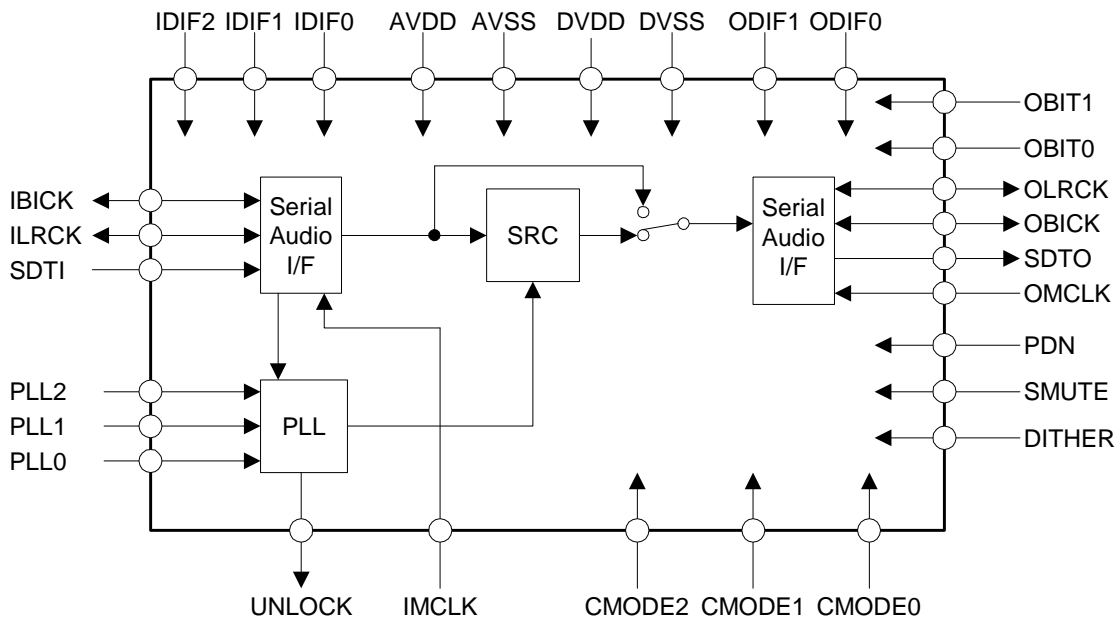 IDIF2 IDIF1 IDIF0 AVDD AVSS DVDD DVSS ODIF1 ODIF0
OBIT1
OBIT0
IBICK
ILRCK
SDTI
Serial
Audio
I/F
SRC
Serial
Audio
I/F
OLRCK
OBICK
SDTO
OMCLK
PDN
SMUTE
DITHER
PLL2
PLL1
PLL0
PLL
UNLOCK IMCLK CMODE2 CMODE1 CMODE0